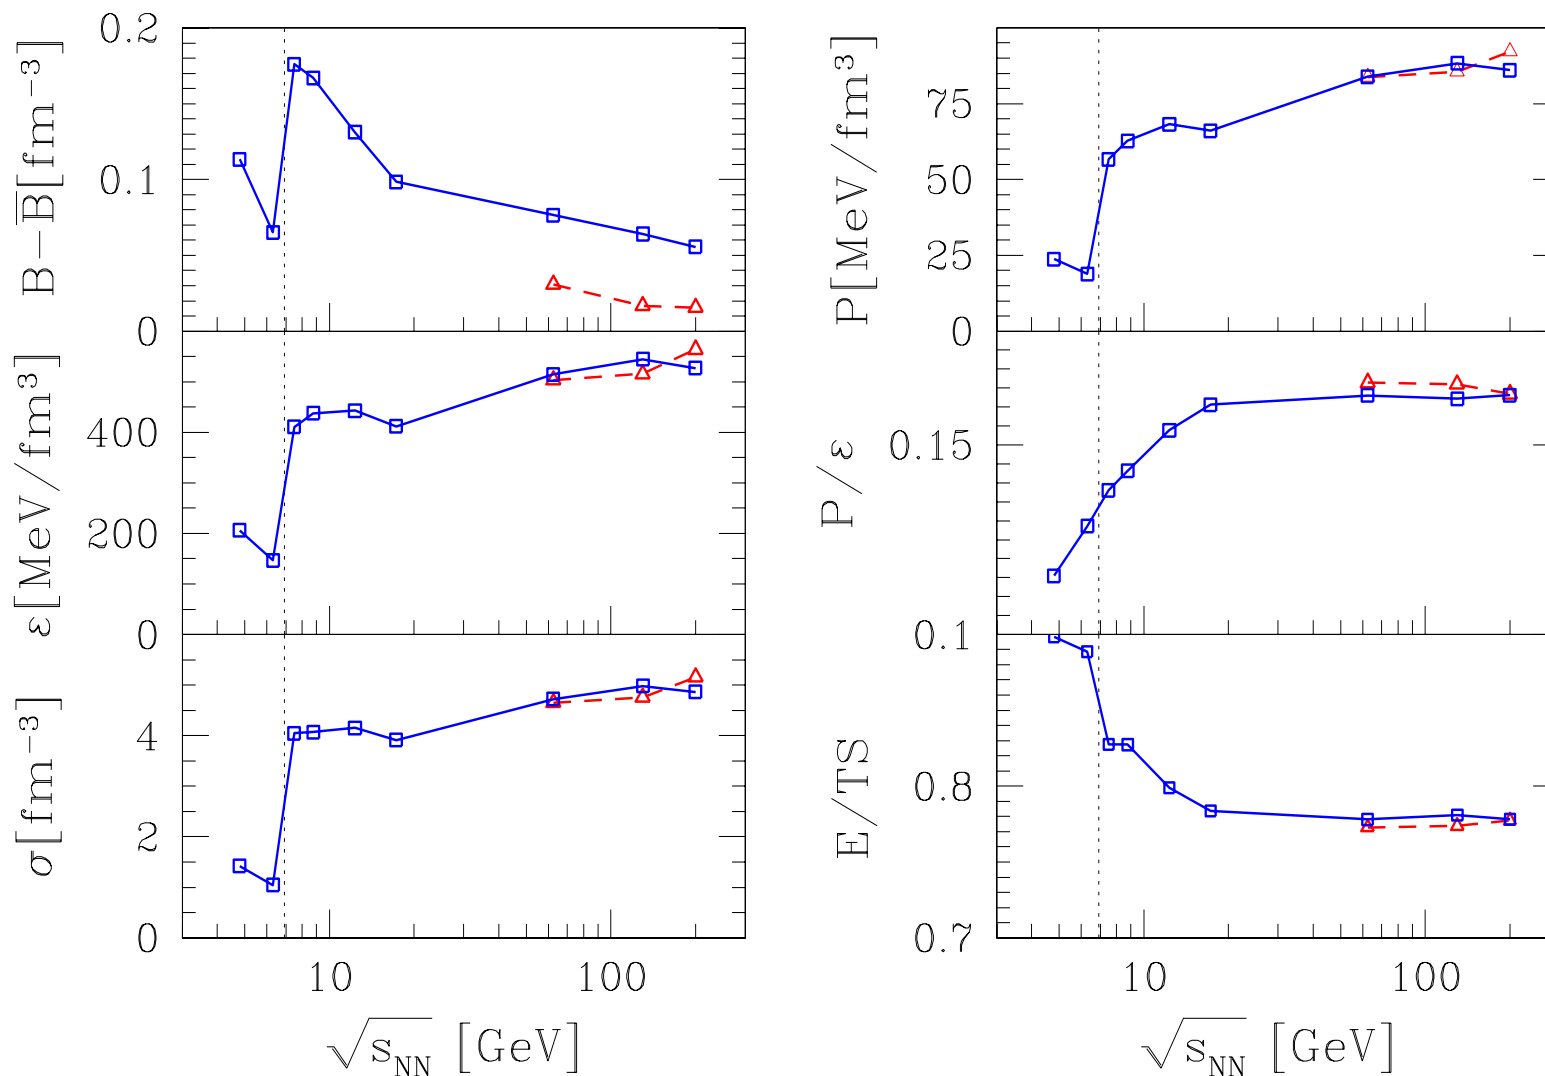 B−B̅[fm⁻³]
0.2
0.1
0
ε[MeV/fm³]
400
200
0
σ[fm⁻³]
4
2
0
10 100
√s_NN [GeV]
P[MeV/fm³]
75
50
25
0
P/ε
0.15
0.1
E/TS
0.8
0.7
10 100
√s_NN [GeV]